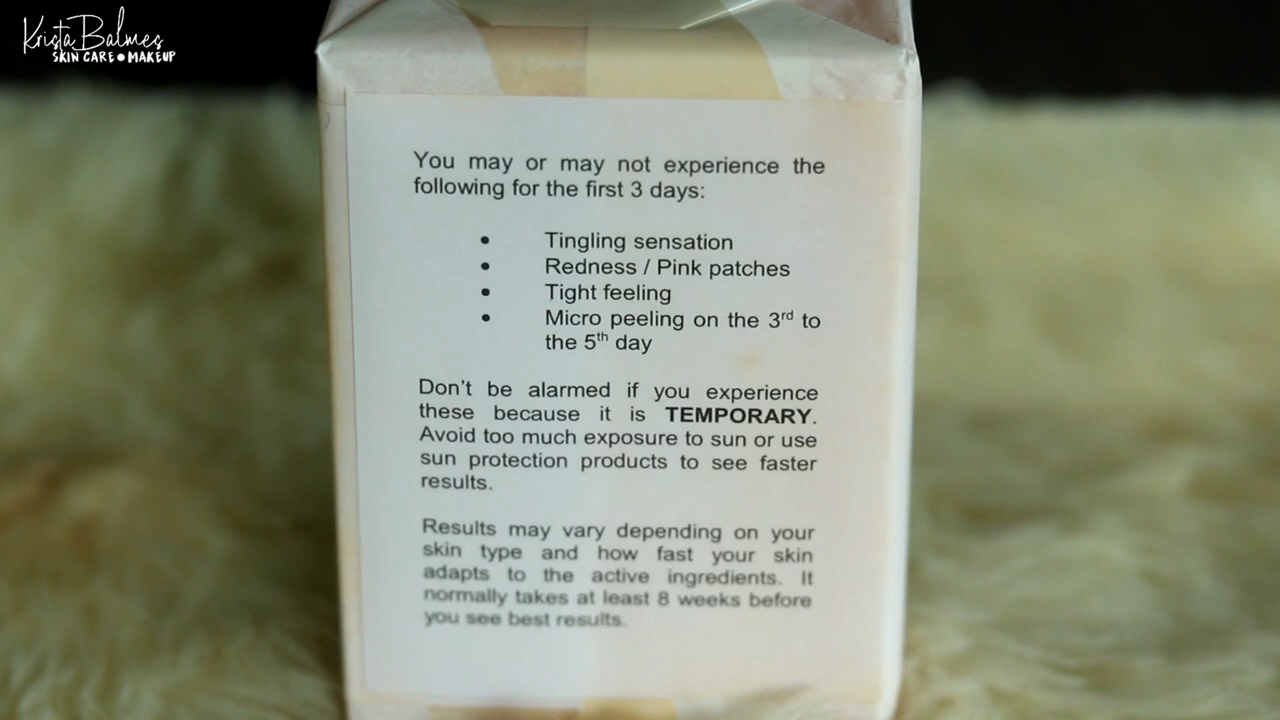 Krista Balmes
SKIN CARE • MAKEUP
You may or may not experience the
following for the first 3 days:
• Tingling sensation
• Redness / Pink patches
• Tight feeling
• Micro peeling on the 3rd to
the 5th day
Don't be alarmed if you experience
these because it is TEMPORARY.
Avoid too much exposure to sun or use
sun protection products to see faster
results.
Results may vary depending on your
skin type and how fast your skin
adapts to the active ingredients. It
normally takes at least 8 weeks before
you see best results.